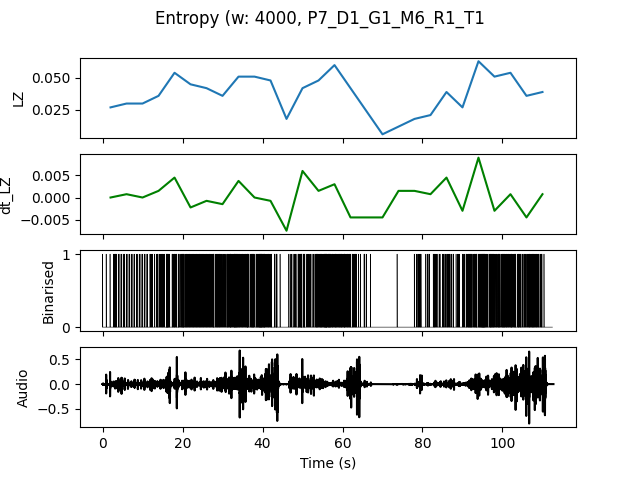 Entropy (w: 4000, P7_D1_G1_M6_R1_T1
0.050
0.025
LZ
0.005
0.000
−0.005
dt_LZ
1
0
Binarised
0.5
0.0
−0.5
Audio
0 20 40 60 80 100
Time (s)